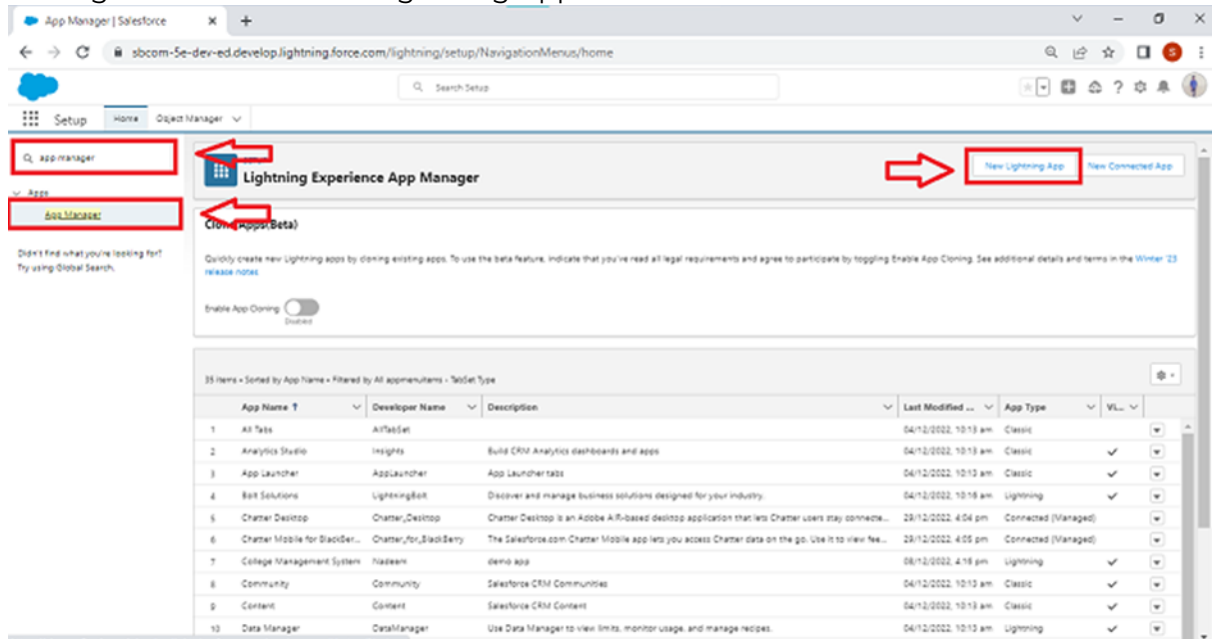 App Manager | Salesforce
sbcom-5e-dev-ed.develop.lightning.force.com/lightning/setup/NavigationMenus/home
S
Search Setup
Setup Home Object Manager
app manager
Apps
App Manager
Didn't find what you're looking for?
Try using Global Search.
Lightning Experience App Manager
New Lightning App New Connected App
Apps(Beta)
Quickly create new Lightning apps by cloning existing apps. To use the beta feature, indicate that you've read all legal requirements and agree to participate by toggling Enable App Cloning. See additional details and terms in the Winter '23
release notes
Enable App Cloning
Disabled
35 items • Sorted by App Name • Filtered by All appmenuitems - TabSet Type
App Name ↑ Developer Name Description Last Modified ... App Type Vi...
1 All Tabs AllTabSet 04/12/2022, 10:13 am Classic
2 Analytics Studio Insights Build CRM Analytics dashboards and apps 04/12/2022, 10:13 am Classic
3 App Launcher AppLauncher App Launcher tabs 04/12/2022, 10:13 am Classic
4 Bolt Solutions LightningBolt Discover and manage business solutions designed for your industry. 04/12/2022, 10:16 am Lightning
5 Chatter Desktop Chatter_Desktop Chatter Desktop is an Adobe AIR-based desktop application that lets Chatter users stay connecte... 29/12/2022, 4:04 pm Connected (Managed)
6 Chatter Mobile for BlackBer... Chatter_for_BlackBerry The Salesforce.com Chatter Mobile app lets you access Chatter data on the go. Use it to view fee... 29/12/2022, 4:05 pm Connected (Managed)
7 College Management System Nadeem demo app 08/12/2022, 4:16 pm Lightning
8 Community Community Salesforce CRM Communities 04/12/2022, 10:13 am Classic
9 Content Content Salesforce CRM Content 04/12/2022, 10:13 am Classic
10 Data Manager DataManager Use Data Manager to view limits, monitor usage, and manage recipes. 04/12/2022, 10:13 am Lightning